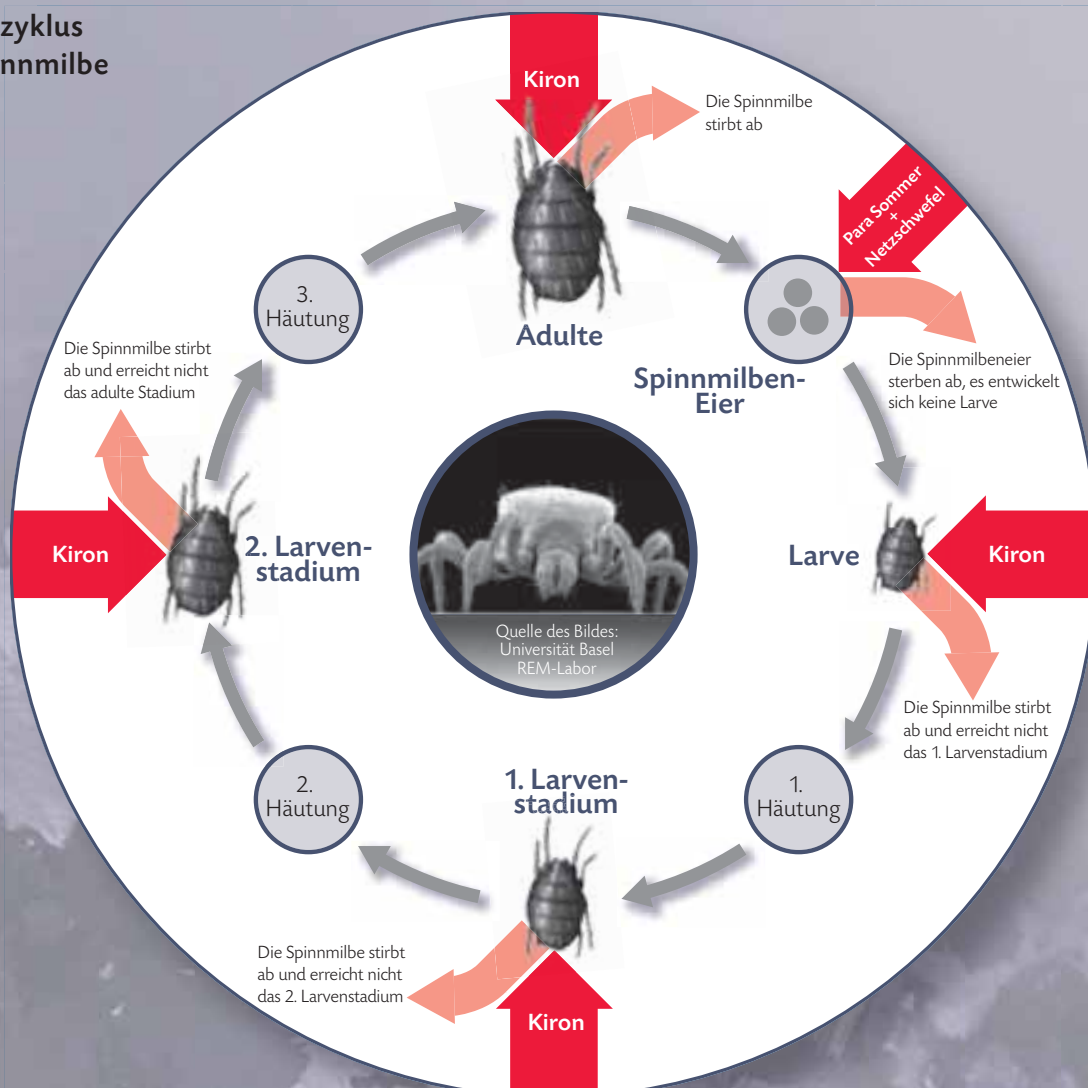 zyklus
nnmilbe
Kiron
Die Spinnmilbe
stirbt ab
Para Sommer
+
Netzschwefel
3.
Häutung
Adulte
Spinnmilben-
Eier
Die Spinnmilbeneier
sterben ab, es entwickelt
sich keine Larve
Die Spinnmilbe stirbt
ab und erreicht nicht
das adulte Stadium
Kiron
2. Larven-
stadium
Larve
Kiron
Quelle des Bildes:
Universität Basel
REM-Labor
Die Spinnmilbe stirbt
ab und erreicht nicht
das 1. Larvenstadium
2.
Häutung
1. Larven-
stadium
1.
Häutung
Die Spinnmilbe stirbt
ab und erreicht nicht
das 2. Larvenstadium
Kiron